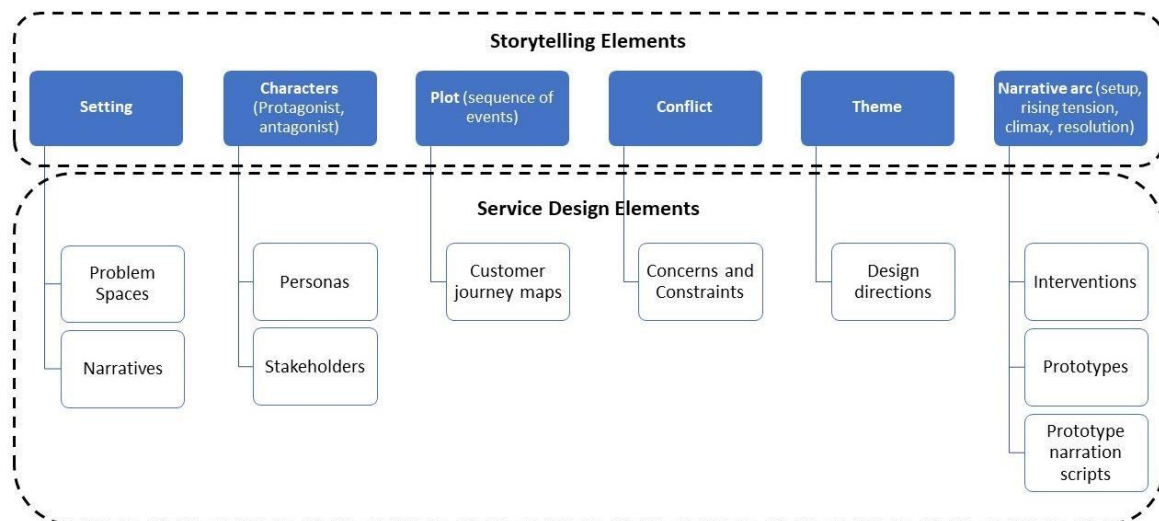 Storytelling Elements
Setting
Characters
(Protagonist,
antagonist)
Plot (sequence of
events)
Conflict
Theme
Narrative arc (setup,
rising tension,
climax, resolution)
Service Design Elements
Problem
Spaces
Narratives
Personas
Stakeholders
Customer
journey maps
Concerns and
Constraints
Design
directions
Interventions
Prototypes
Prototype
narration
scripts